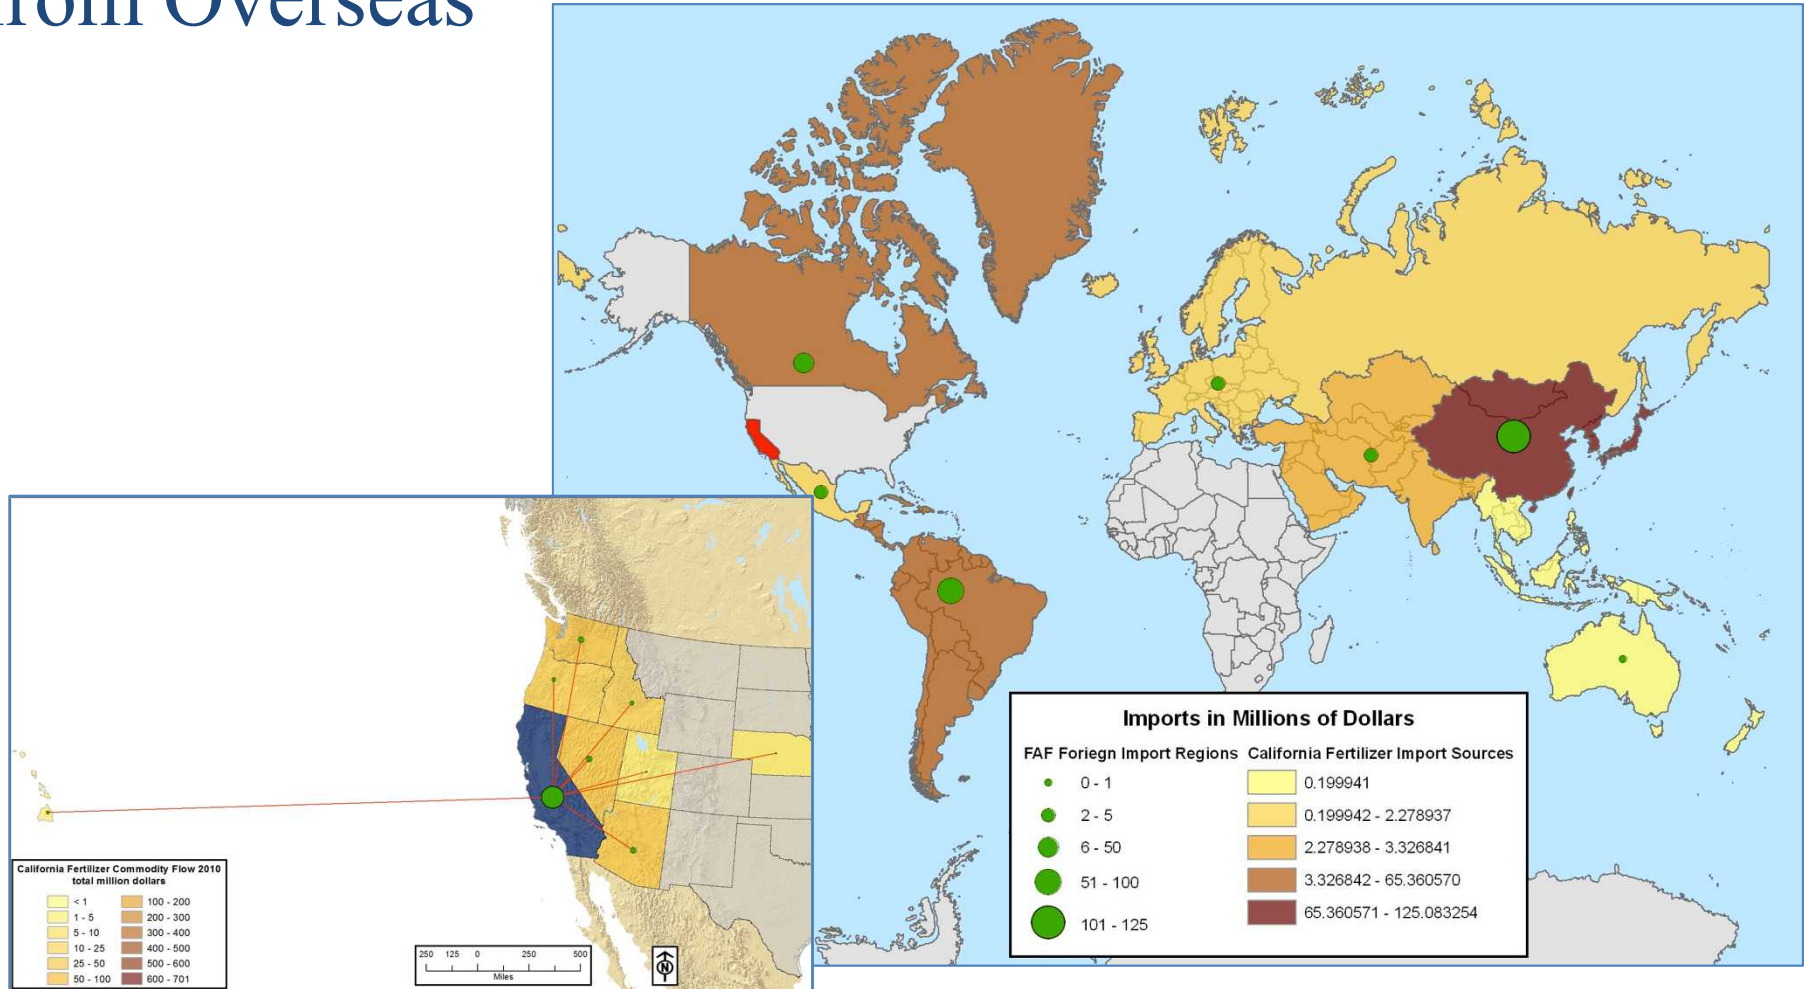 from Overseas
Imports in Millions of Dollars
FAF Foriegn Import Regions
0 - 1
2 - 5
6 - 50
51 - 100
101 - 125
California Fertilizer Import Sources
0.199941
0.199942 - 2.278937
2.278938 - 3.326841
3.326842 - 65.360570
65.360571 - 125.083254
California Fertilizer Commodity Flow 2010
total million dollars
< 1
1 - 5
5 - 10
10 - 25
25 - 50
50 - 100
100 - 200
200 - 300
300 - 400
400 - 500
500 - 600
600 - 701
250 125 0 250 500
Miles
N